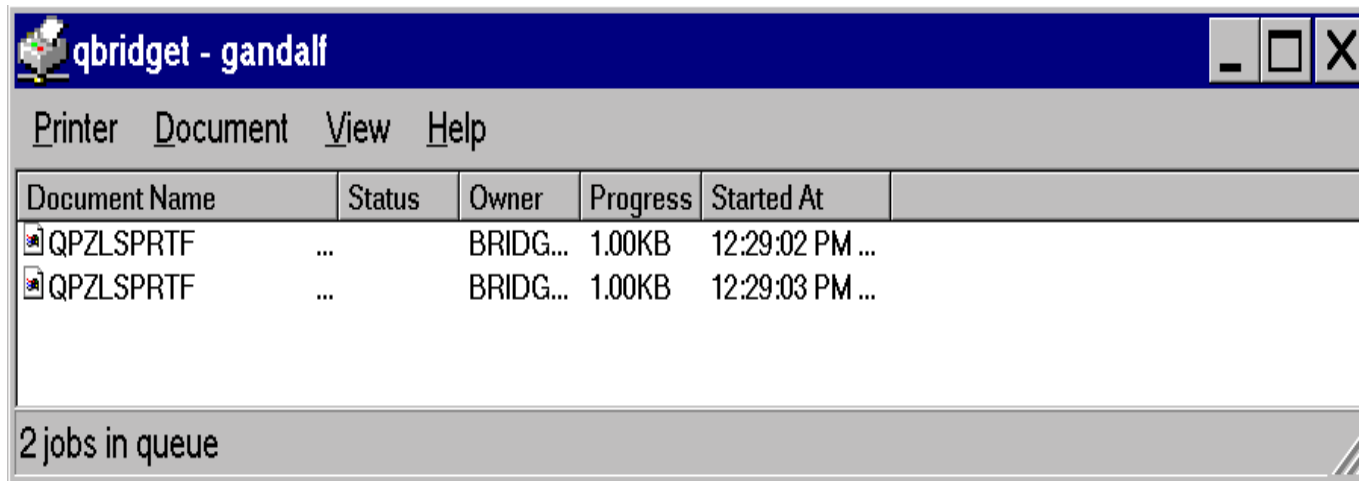 qbridget - gandalf
Printer Document View Help
Document Name Status Owner Progress Started At
QPZLSPRTF ... BRIDG... 1.00KB 12:29:02 PM ...
QPZLSPRTF ... BRIDG... 1.00KB 12:29:03 PM ...
2 jobs in queue